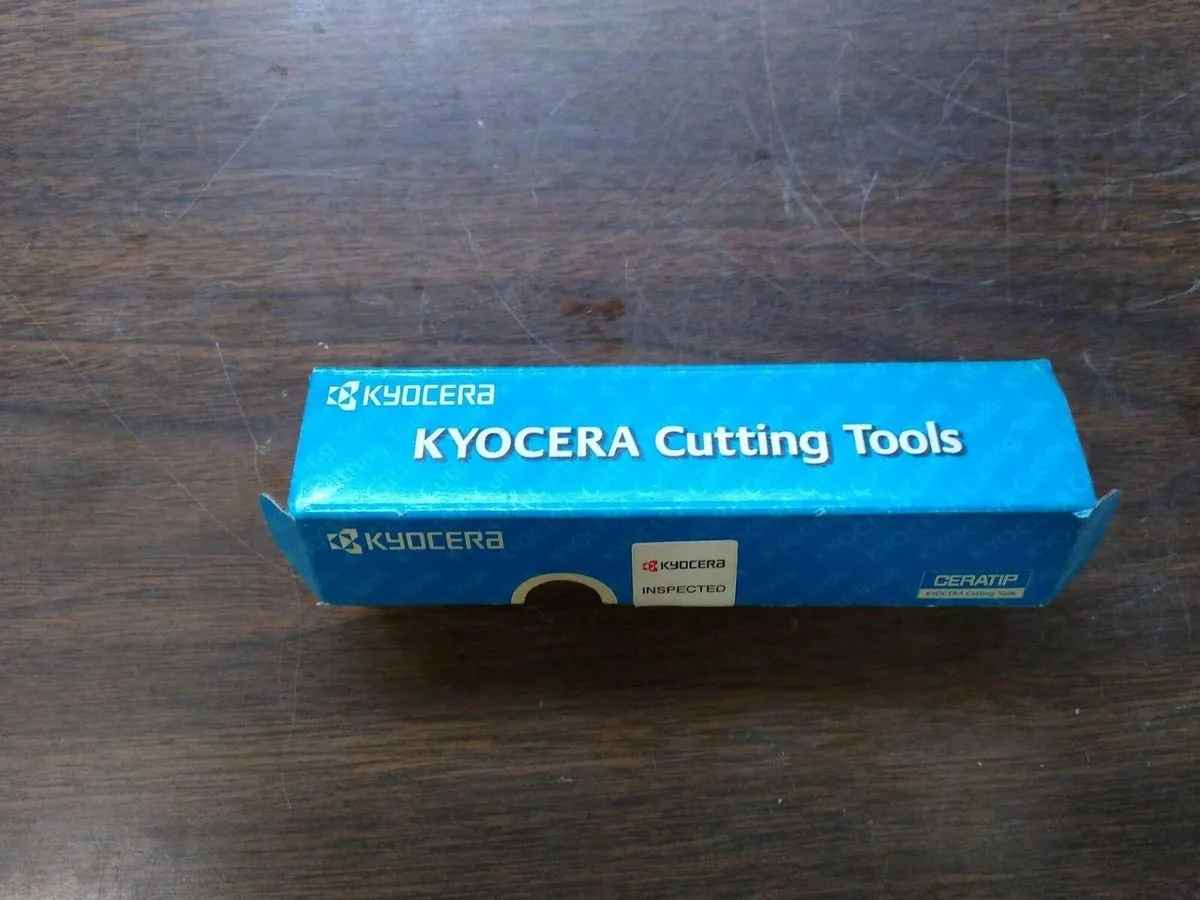 KYOCERA
KYOCERA Cutting Tools
KYOCERA
KYOCERA
INSPECTED
CERATIP
KYOCERA Cutting Tools